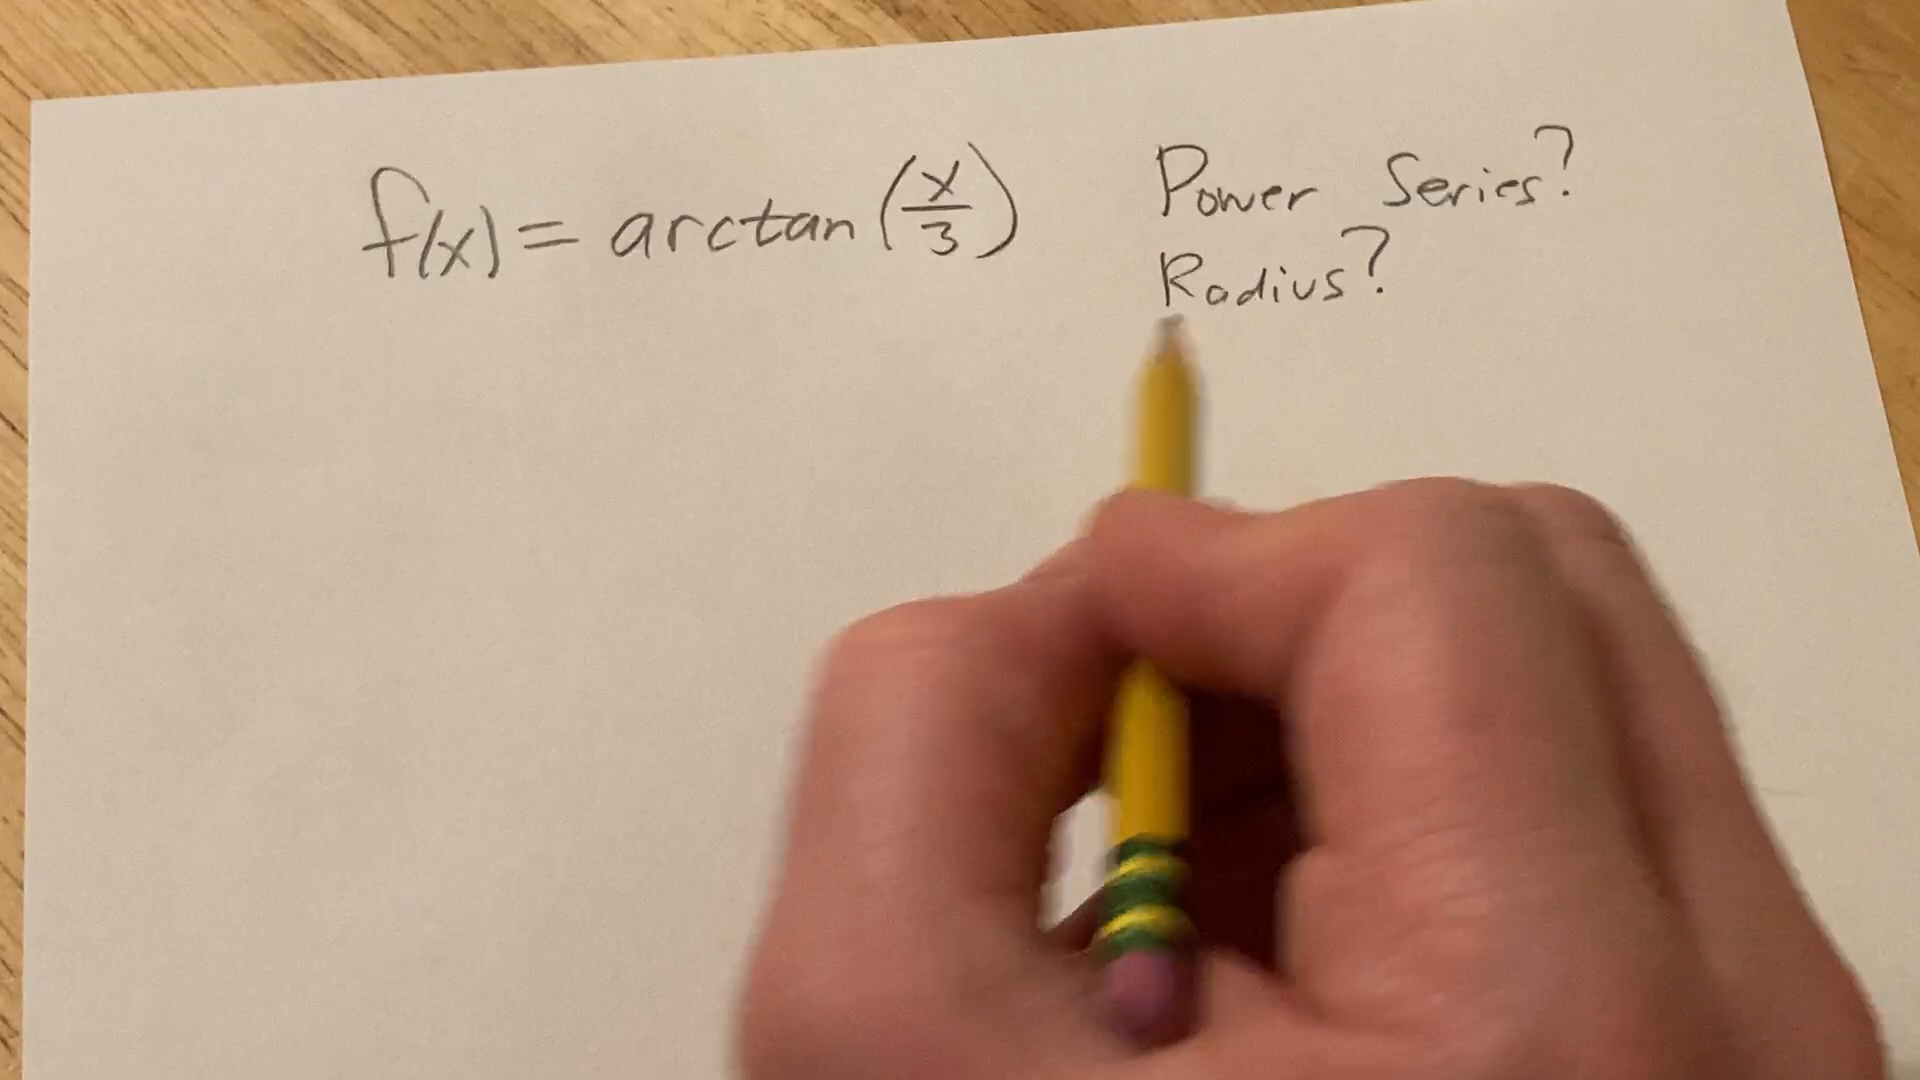 f(x) = arctan(x/3)
Power Series?
Radius?